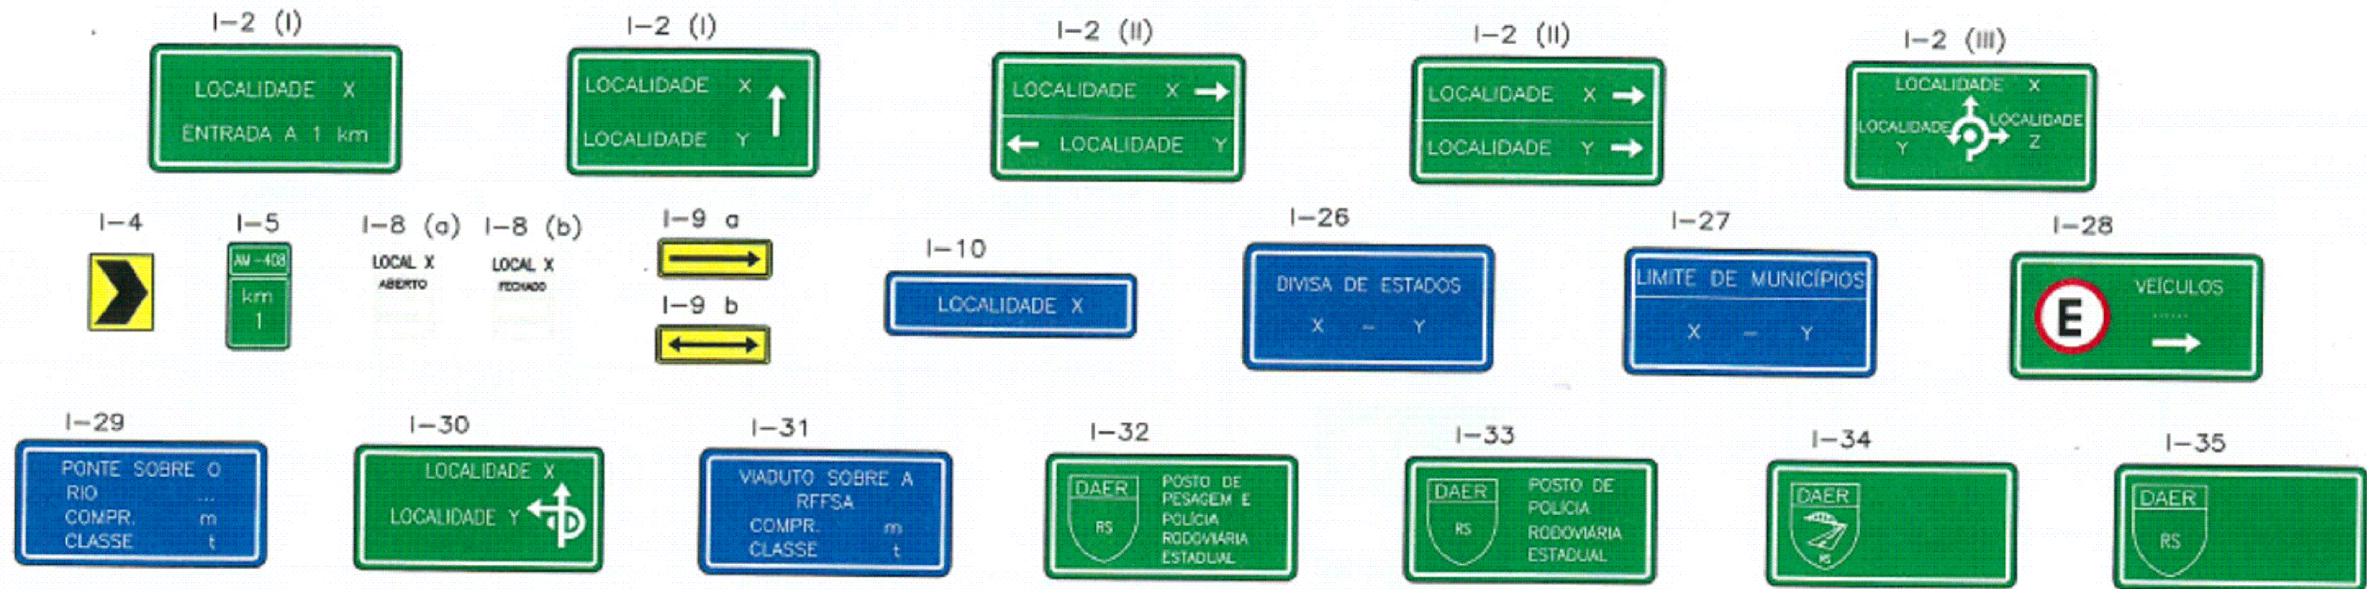 I-2 (I)
LOCALIDADE X
ENTRADA A 1 km
I-2 (I)
LOCALIDADE X
LOCALIDADE Y
I-2 (II)
LOCALIDADE X
LOCALIDADE Y
I-2 (II)
LOCALIDADE X
LOCALIDADE Y
I-2 (III)
LOCALIDADE X
LOCALIDADE
Y
LOCALIDADE
Z
I-4
I-5
AM-408
km
1
I-8 (a)
LOCAL X
ABERTO
I-8 (b)
LOCAL X
FECHADO
I-9 a
I-9 b
I-10
LOCALIDADE X
I-26
DIVISA DE ESTADOS
X - Y
I-27
LIMITE DE MUNICÍPIOS
X - Y
I-28
E
VEÍCULOS
......
I-29
PONTE SOBRE O
RIO ...
COMPR. m
CLASSE t
I-30
LOCALIDADE X
LOCALIDADE Y
I-31
VIADUTO SOBRE A
RFFSA
COMPR. m
CLASSE t
I-32
DAER
RS
POSTO DE
PESAGEM E
POLÍCIA
RODOVIÁRIA
ESTADUAL
I-33
DAER
RS
POSTO DE
POLÍCIA
RODOVIÁRIA
ESTADUAL
I-34
DAER
RS
I-35
DAER
RS